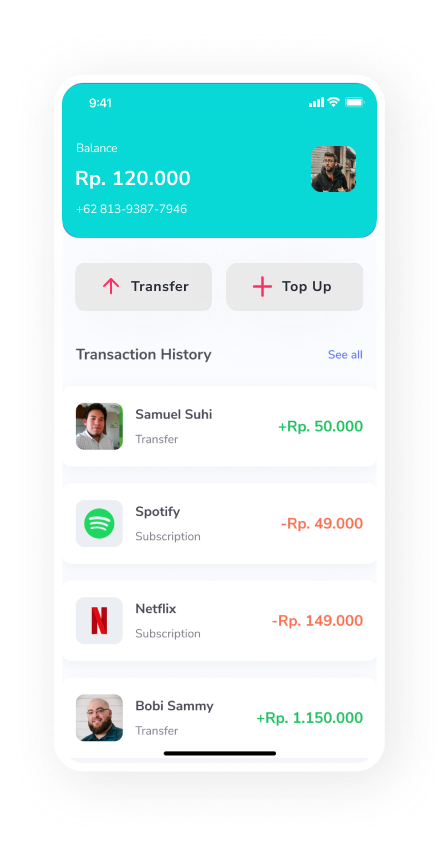 9:41
Balance
Rp. 120.000
+62 813-9387-7946
Transfer
Top Up
Transaction History
See all
Samuel Suhi
Transfer
+Rp. 50.000
Spotify
Subscription
-Rp. 49.000
Netflix
Subscription
-Rp. 149.000
Bobi Sammy
Transfer
+Rp. 1.150.000